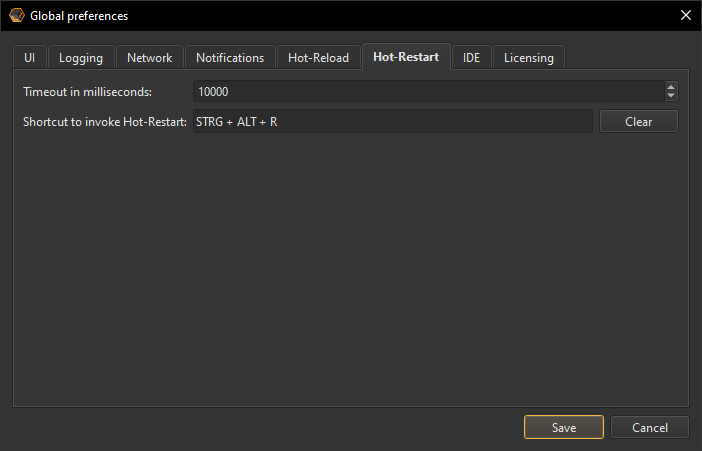 Global preferences
UI Logging Network Notifications Hot-Reload Hot-Restart IDE Licensing
Timeout in milliseconds: 10000
Shortcut to invoke Hot-Restart: STRG + ALT + R Clear
Save Cancel